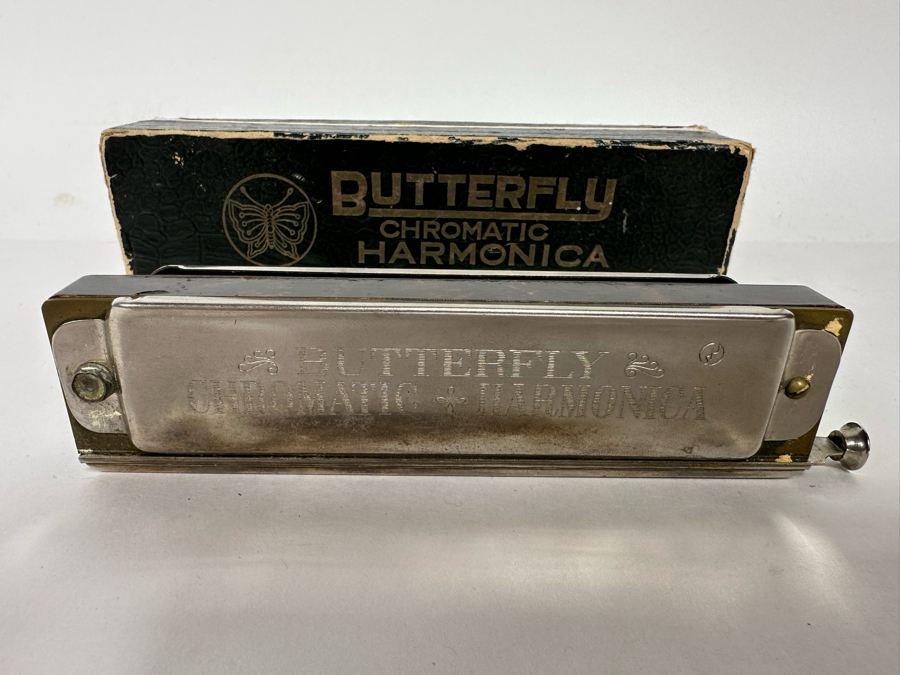 BUTTERFLY
CHROMATIC
HARMONICA
BUTTERFLY
CHROMATIC HARMONICA